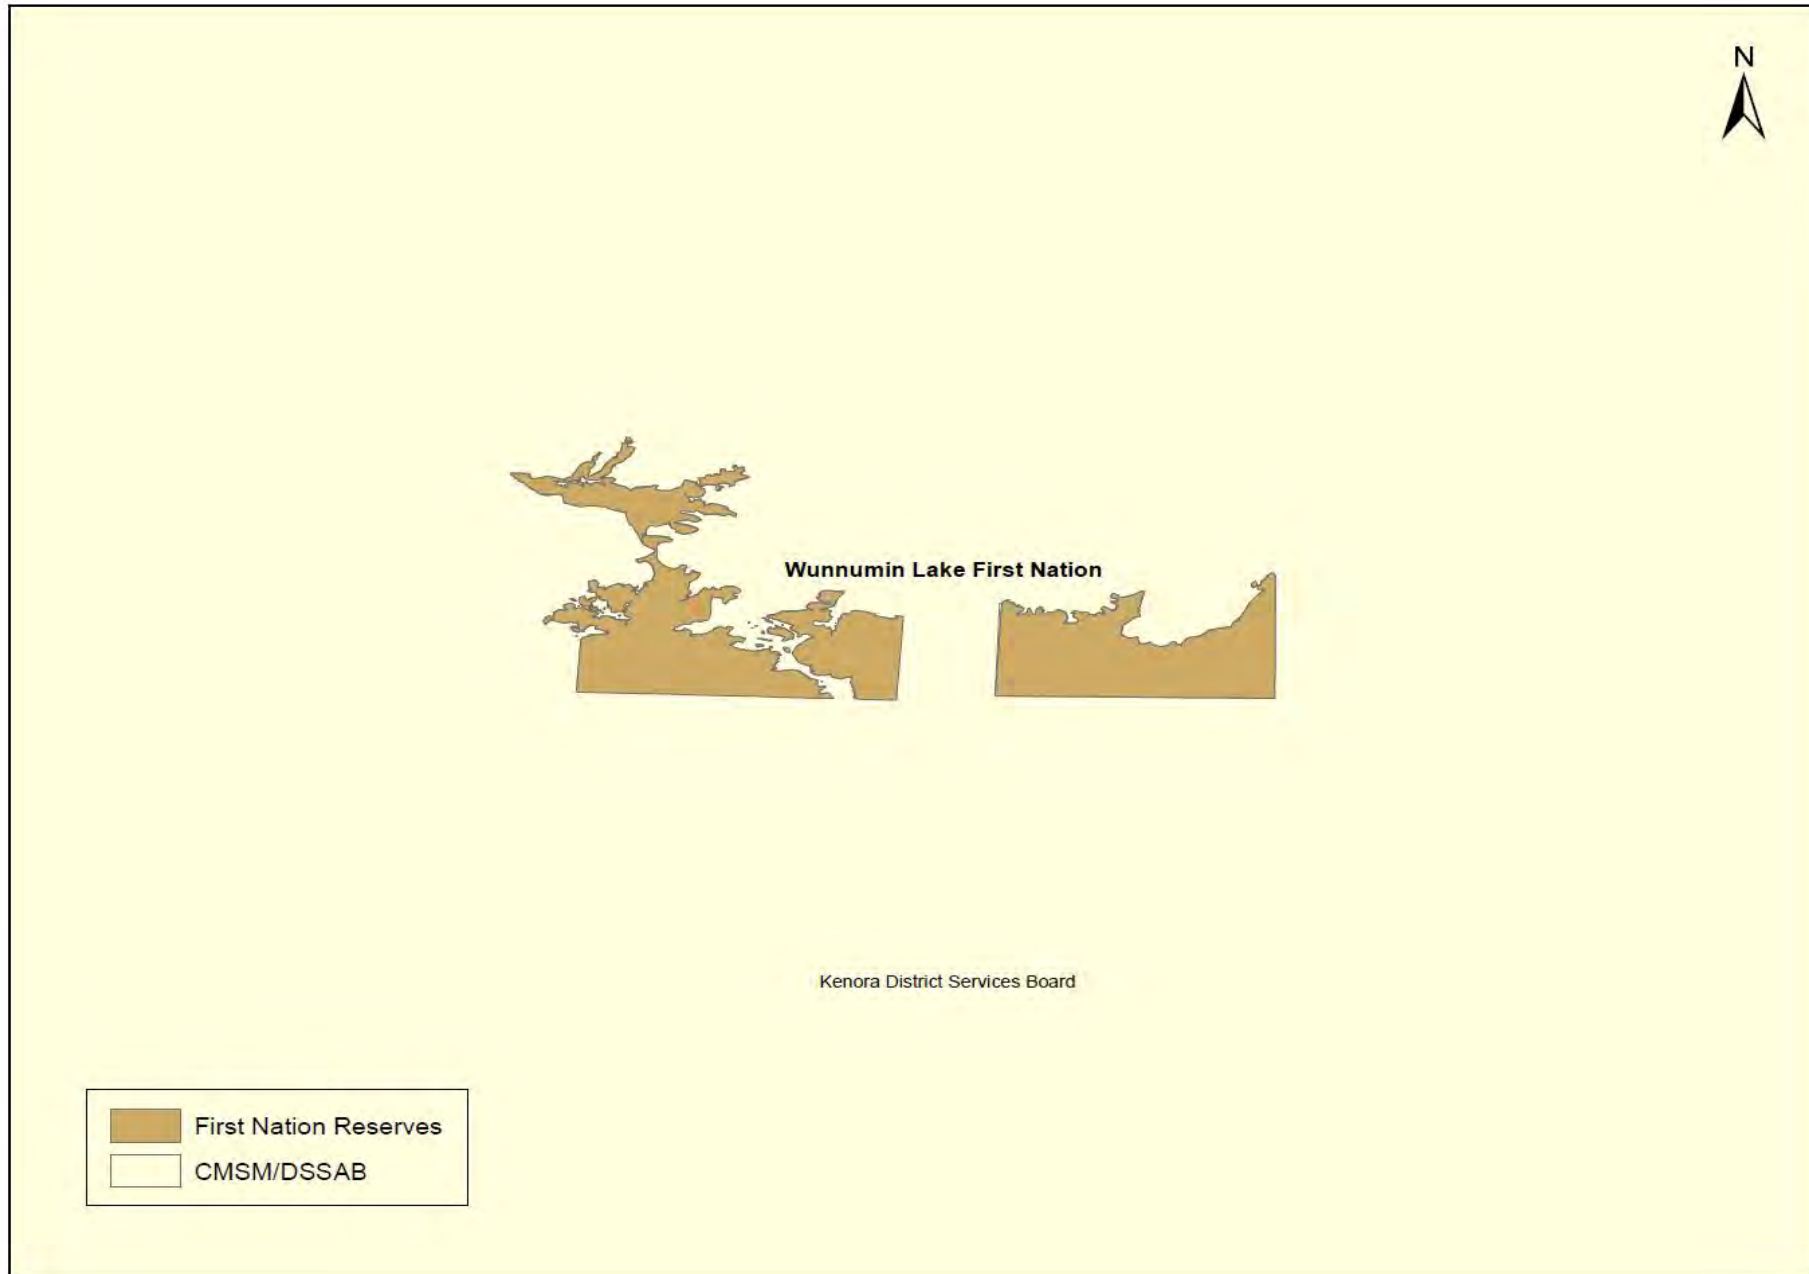 N
Wunnumin Lake First Nation
Kenora District Services Board
First Nation Reserves
CMSM/DSSAB